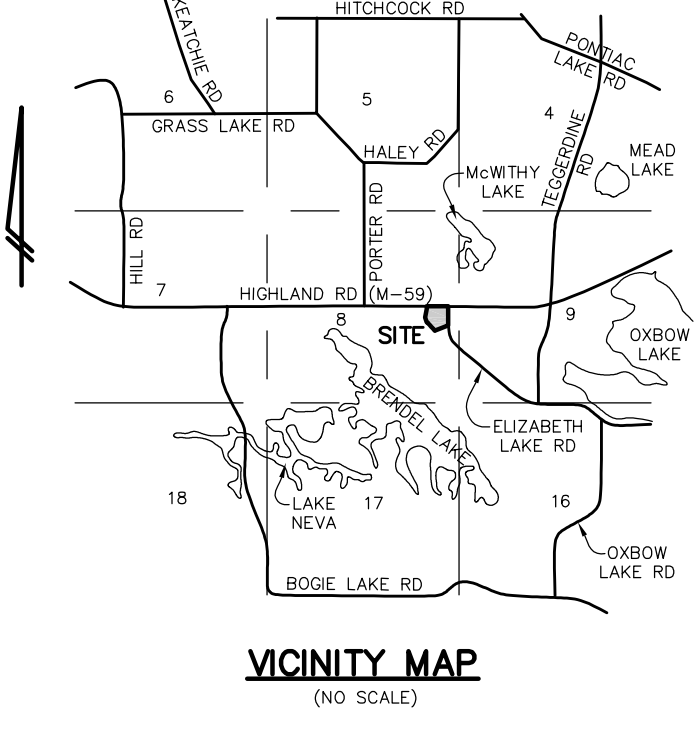 HITCHCOCK RD
KEATCHIE RD
PONTIAC
LAKE RD
6
5
4
GRASS LAKE RD
HALEY RD
TEGGERDINE
RD
MEAD
LAKE
McWITHY
LAKE
HILL RD
PORTER RD
7
HIGHLAND RD (M-59)
8
9
SITE
OXBOW
LAKE
BRENDEL LAKE
ELIZABETH
LAKE RD
18
LAKE
NEVA
17
16
OXBOW
LAKE RD
BOGIE LAKE RD
VICINITY MAP
(NO SCALE)